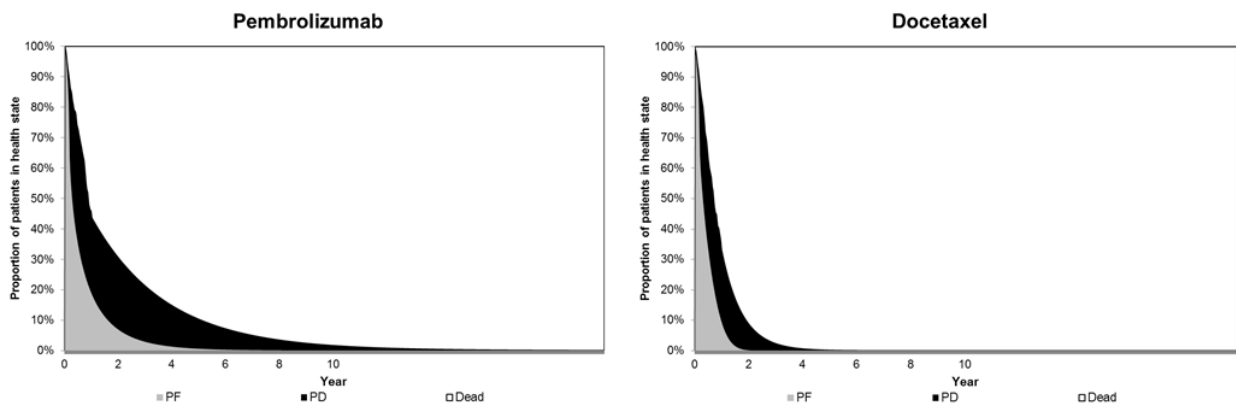 Pembrolizumab
Proportion of patients in health state
100%
90%
80%
70%
60%
50%
40%
30%
20%
10%
0%
0 2 4 6 8 10
Year
PF PD Dead
Docetaxel
Proportion of patients in health state
100%
90%
80%
70%
60%
50%
40%
30%
20%
10%
0%
0 2 4 6 8 10
Year
PF PD Dead